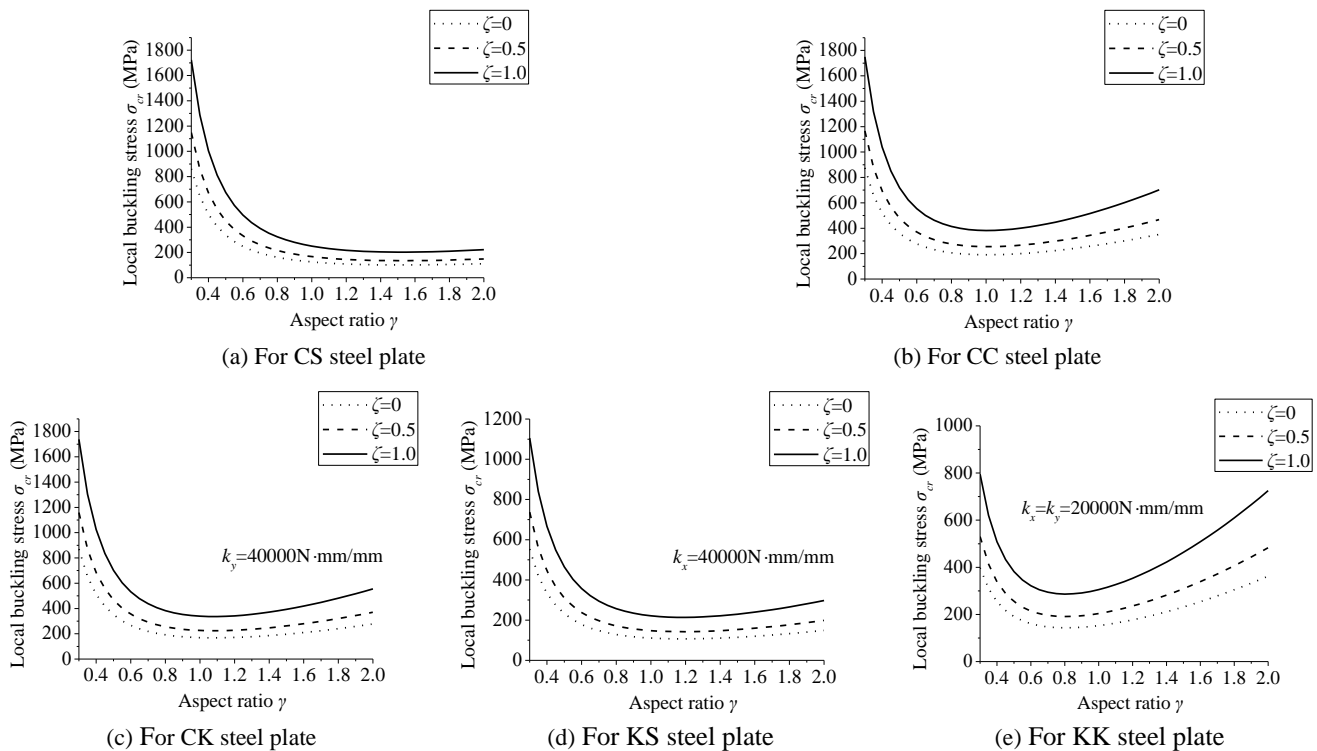 ζ=0
ζ=0.5
ζ=1.0
1800
1600
1400
1200
1000
800
600
400
200
0
0.4 0.6 0.8 1.0 1.2 1.4 1.6 1.8 2.0
Local buckling stress σcr (MPa)
Aspect ratio γ
(a) For CS steel plate
ζ=0
ζ=0.5
ζ=1.0
1800
1600
1400
1200
1000
800
600
400
200
0
0.4 0.6 0.8 1.0 1.2 1.4 1.6 1.8 2.0
Local buckling stress σcr (MPa)
Aspect ratio γ
(b) For CC steel plate
ζ=0
ζ=0.5
ζ=1.0
1800
1600
1400
1200
1000
800
600
400
200
0
ky=40000N·mm/mm
0.4 0.6 0.8 1.0 1.2 1.4 1.6 1.8 2.0
Local buckling stress σcr (MPa)
Aspect ratio γ
(c) For CK steel plate
ζ=0
ζ=0.5
ζ=1.0
1200
1000
800
600
400
200
0
kx=40000N·mm/mm
0.4 0.6 0.8 1.0 1.2 1.4 1.6 1.8 2.0
Local buckling stress σcr (MPa)
Aspect ratio γ
(d) For KS steel plate
ζ=0
ζ=0.5
ζ=1.0
1000
800
600
400
200
0
kx=ky=20000N·mm/mm
0.4 0.6 0.8 1.0 1.2 1.4 1.6 1.8 2.0
Local buckling stress σcr (MPa)
Aspect ratio γ
(e) For KK steel plate